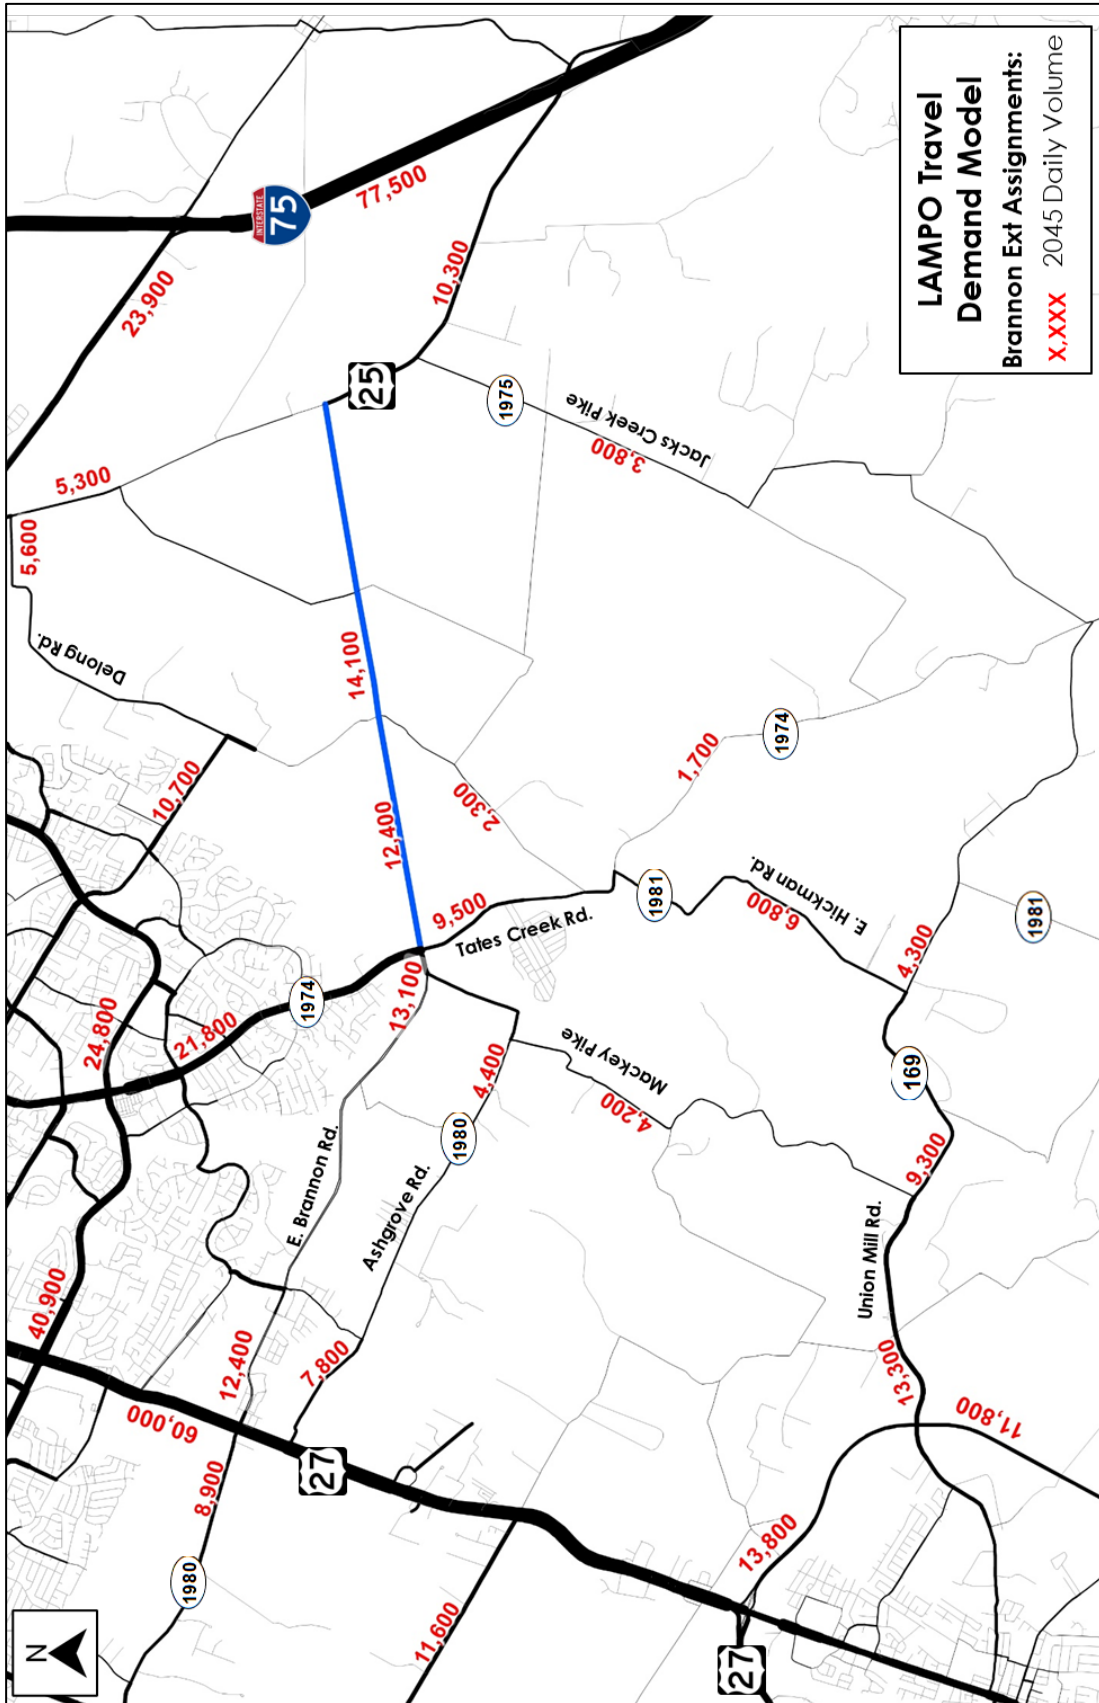 LAMPO Travel
Demand Model
Brannon Ext Assignments:
X,XXX 2045 Daily Volume
N
INTERSTATE
75
77,500
23,900
10,300
25
1975
Jacks Creek Pike
3,800
5,300
5,600
Delong Rd.
14,100
12,400
10,700
2,300
1,700
1974
9,500
Tates Creek Rd.
1981
E. Hickman Rd.
6,800
4,300
1981
169
9,300
13,100
1974
21,800
24,800
4,400
Mackey Pike
4,200
1980
Ashgrove Rd.
E. Brannon Rd.
Union Mill Rd.
40,900
12,400
7,800
60,000
27
8,900
1980
13,300
11,800
13,800
11,600
27